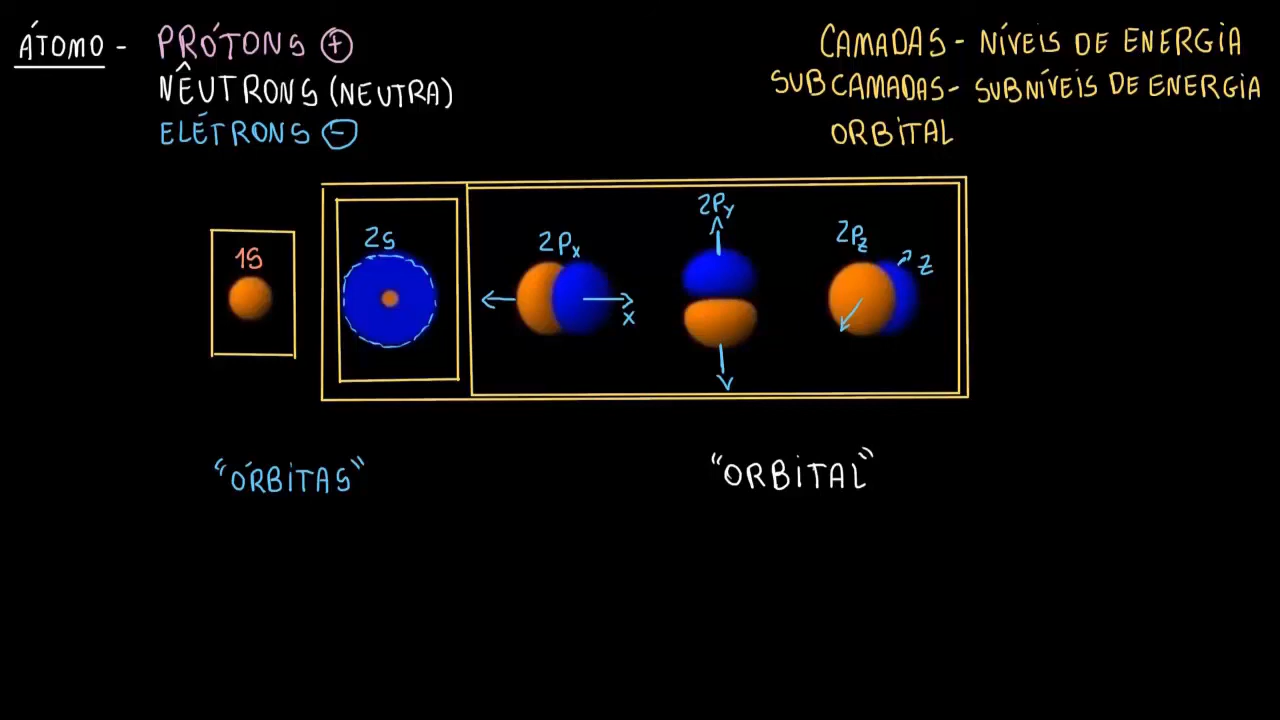 ÁTOMO - PRÓTONS +
NÊUTRONS (NEUTRA)
ELÉTRONS -
CAMADAS - NÍVEIS DE ENERGIA
SUBCAMADAS - SUBNÍVEIS DE ENERGIA
ORBITAL
1S
2S
2Px
X
2Py
2Pz
Z
"ÓRBITAS"
"ORBITAL"